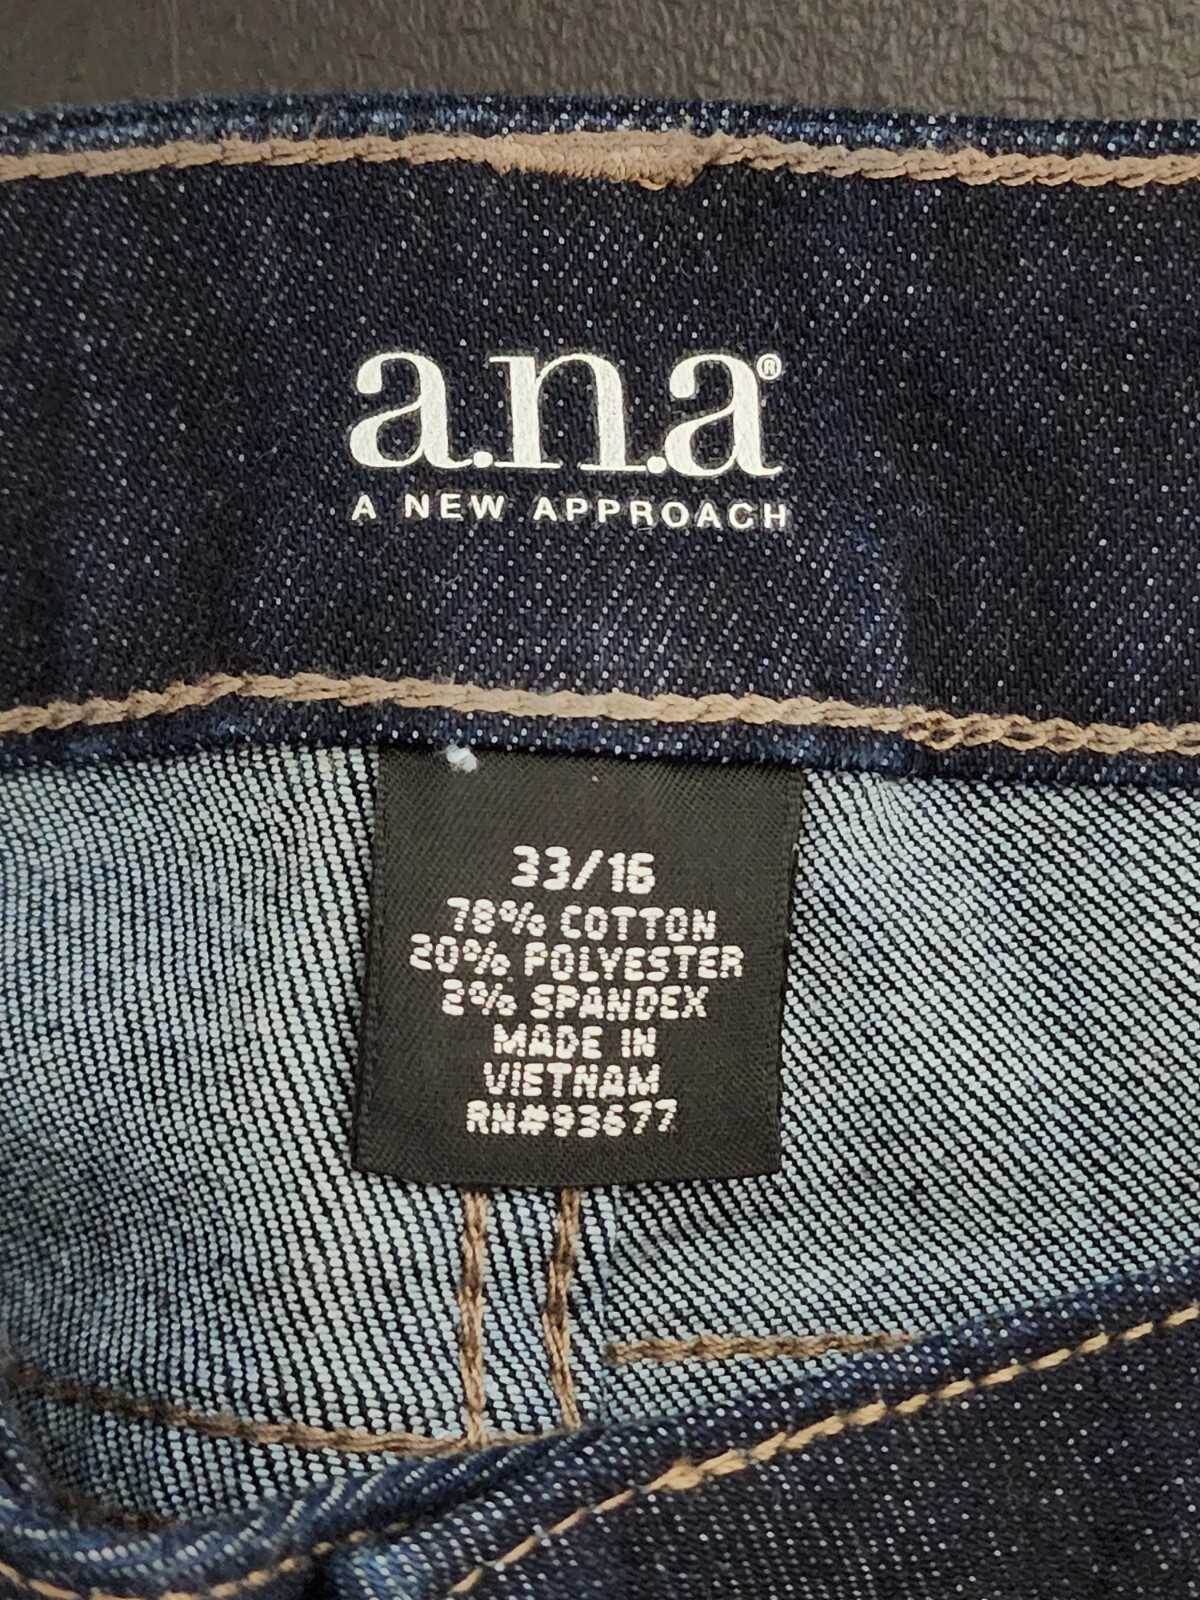 a.n.a®
A NEW APPROACH
33/16
78% COTTON
20% POLYESTER
2% SPANDEX
MADE IN
VIETNAM
RN#93677